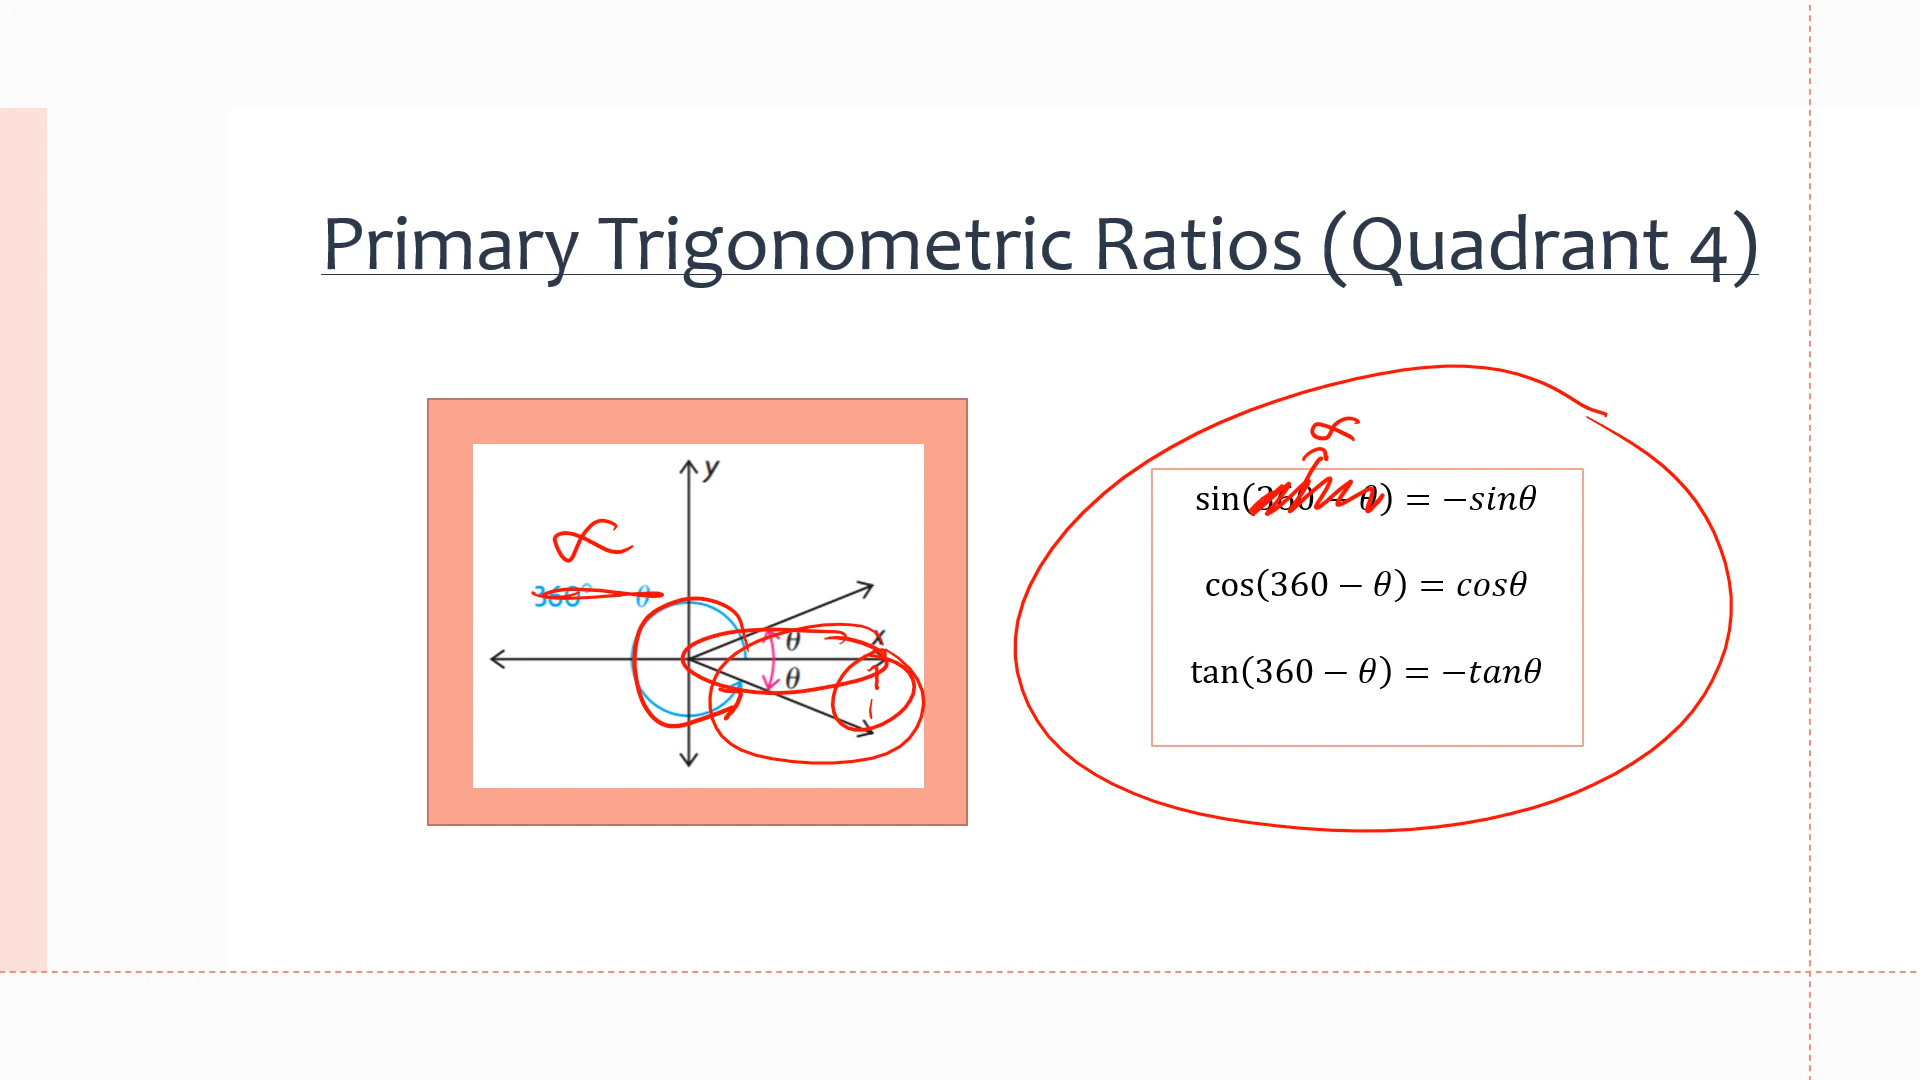 Primary Trigonometric Ratios (Quadrant 4)
y
∝
360° − θ
θ
x
θ
∝
sin(360 − θ) = −sinθ
cos(360 − θ) = cosθ
tan(360 − θ) = −tanθ